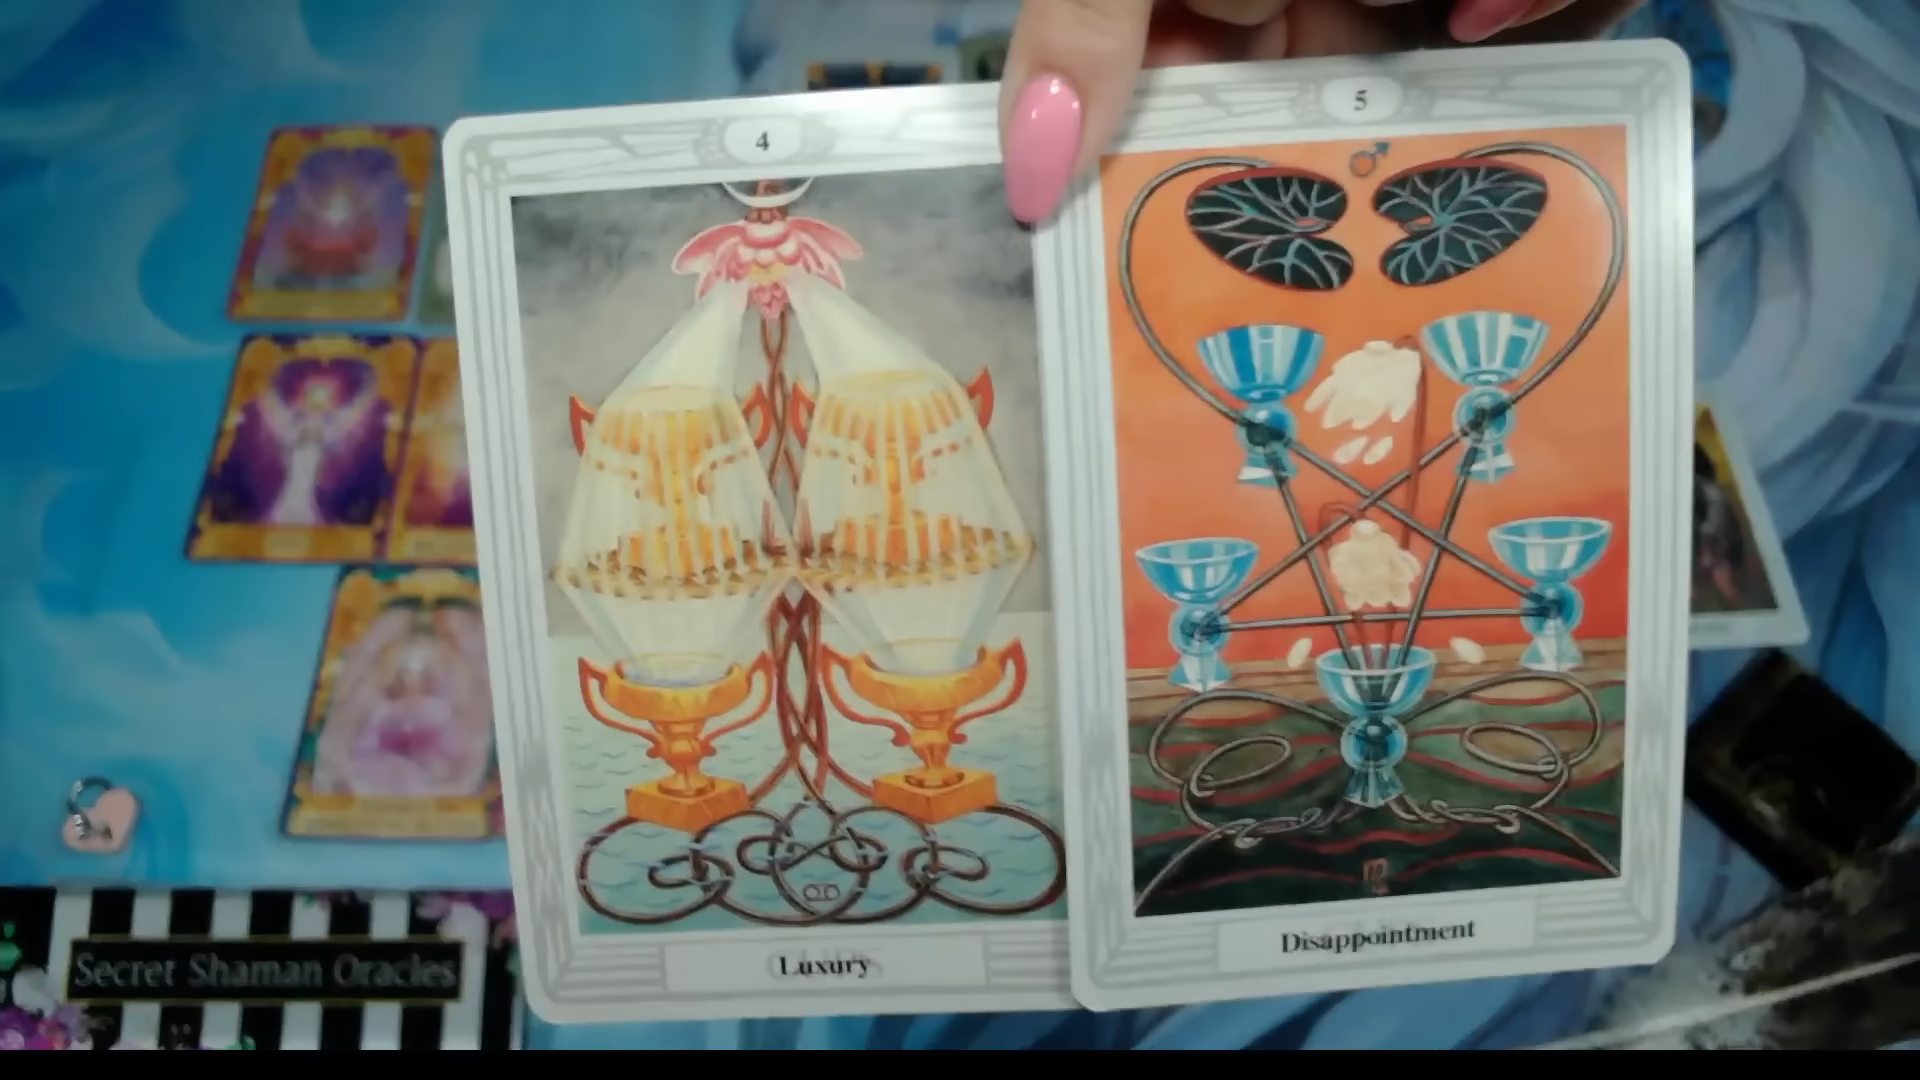 4
5
Luxury
Disappointment
Secret Shaman Oracles